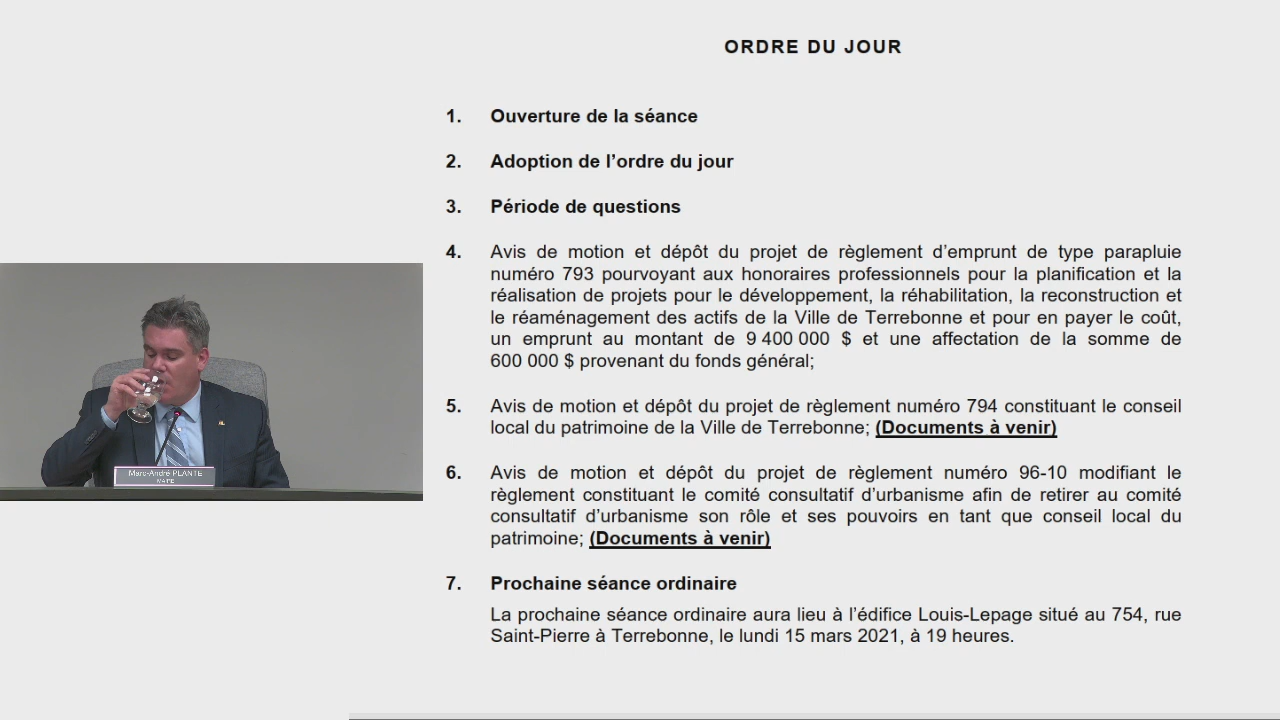 ORDRE DU JOUR
1. Ouverture de la séance
2. Adoption de l’ordre du jour
3. Période de questions
4. Avis de motion et dépôt du projet de règlement d’emprunt de type parapluie
numéro 793 pourvoyant aux honoraires professionnels pour la planification et la
réalisation de projets pour le développement, la réhabilitation, la reconstruction et
le réaménagement des actifs de la Ville de Terrebonne et pour en payer le coût,
un emprunt au montant de 9 400 000 $ et une affectation de la somme de
600 000 $ provenant du fonds général;
5. Avis de motion et dépôt du projet de règlement numéro 794 constituant le conseil
local du patrimoine de la Ville de Terrebonne; (Documents à venir)
6. Avis de motion et dépôt du projet de règlement numéro 96-10 modifiant le
règlement constituant le comité consultatif d’urbanisme afin de retirer au comité
consultatif d’urbanisme son rôle et ses pouvoirs en tant que conseil local du
patrimoine; (Documents à venir)
7. Prochaine séance ordinaire
La prochaine séance ordinaire aura lieu à l’édifice Louis-Lepage situé au 754, rue
Saint-Pierre à Terrebonne, le lundi 15 mars 2021, à 19 heures.
Marc-André PLANTE
MAIRE